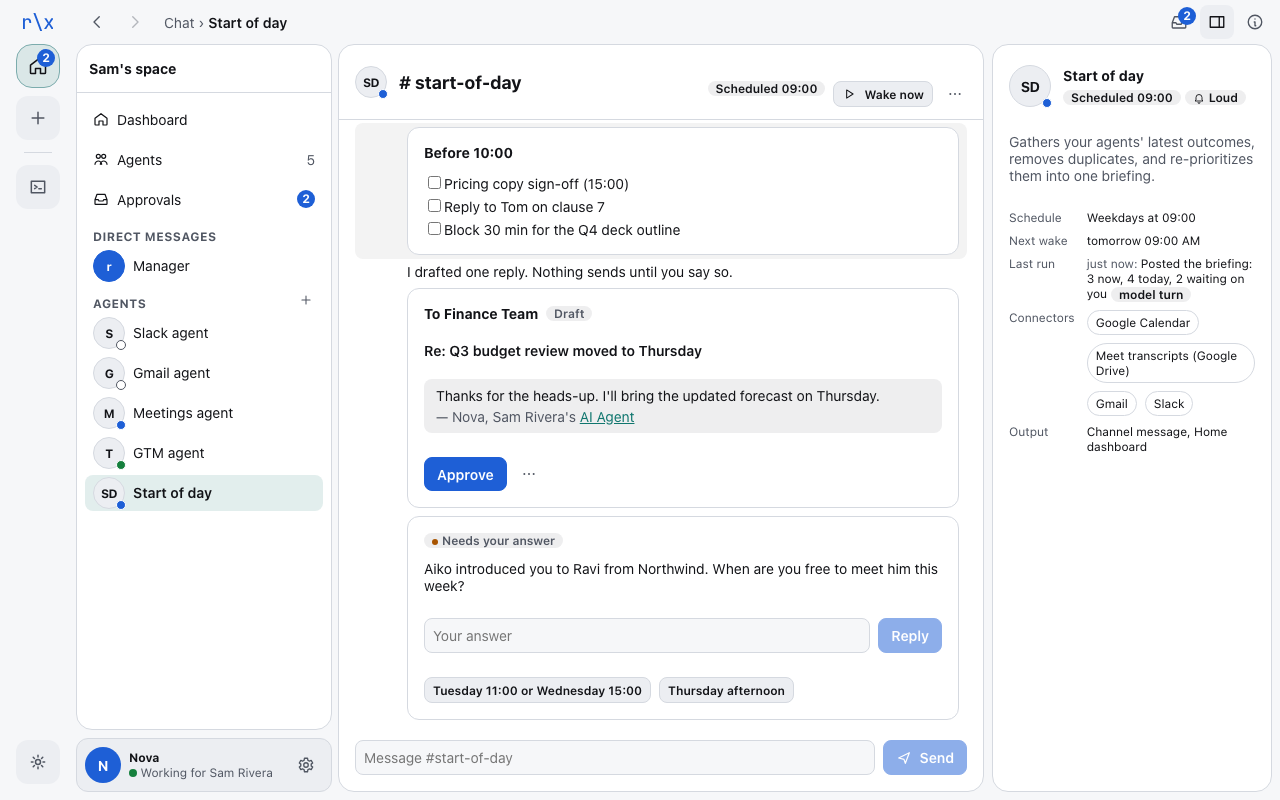 r\x
Chat › Start of day
2
2
Sam's space
Dashboard
Agents 5
Approvals 2
DIRECT MESSAGES
r Manager
AGENTS
S Slack agent
G Gmail agent
M Meetings agent
T GTM agent
SD Start of day
N
Nova
Working for Sam Rivera
SD # start-of-day
Scheduled 09:00
Wake now
Before 10:00
Pricing copy sign-off (15:00)
Reply to Tom on clause 7
Block 30 min for the Q4 deck outline
I drafted one reply. Nothing sends until you say so.
To Finance Team Draft
Re: Q3 budget review moved to Thursday
Thanks for the heads-up. I'll bring the updated forecast on Thursday.
— Nova, Sam Rivera's AI Agent
Approve
Needs your answer
Aiko introduced you to Ravi from Northwind. When are you free to meet him this
week?
Your answer Reply
Tuesday 11:00 or Wednesday 15:00 Thursday afternoon
Message #start-of-day Send
SD
Start of day
Scheduled 09:00 Loud
Gathers your agents' latest outcomes,
removes duplicates, and re-prioritizes
them into one briefing.
Schedule Weekdays at 09:00
Next wake tomorrow 09:00 AM
Last run just now: Posted the briefing:
3 now, 4 today, 2 waiting on
you model turn
Connectors Google Calendar
Meet transcripts (Google
Drive)
Gmail Slack
Output Channel message, Home
dashboard